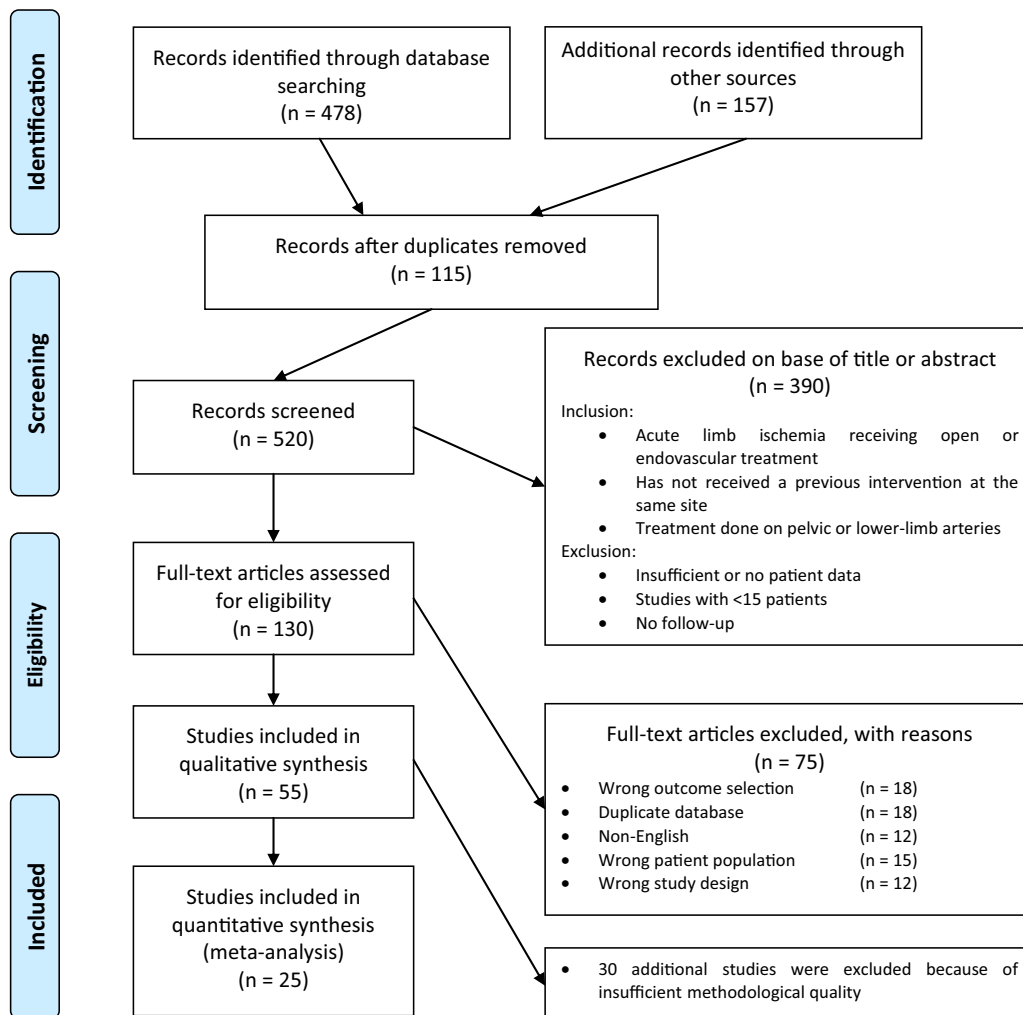 Identification
Records identified through database
searching
(n = 478)
Additional records identified through
other sources
(n = 157)
Records after duplicates removed
(n = 115)
Screening
Records screened
(n = 520)
Records excluded on base of title or abstract
(n = 390)
Inclusion:
• Acute limb ischemia receiving open or
endovascular treatment
• Has not received a previous intervention at the
same site
• Treatment done on pelvic or lower-limb arteries
Exclusion:
• Insufficient or no patient data
• Studies with <15 patients
• No follow-up
Eligibility
Full-text articles assessed
for eligibility
(n = 130)
Studies included in
qualitative synthesis
(n = 55)
Full-text articles excluded, with reasons
(n = 75)
• Wrong outcome selection (n = 18)
• Duplicate database (n = 18)
• Non-English (n = 12)
• Wrong patient population (n = 15)
• Wrong study design (n = 12)
Included
Studies included in
quantitative synthesis
(meta-analysis)
(n = 25)
• 30 additional studies were excluded because of
insufficient methodological quality